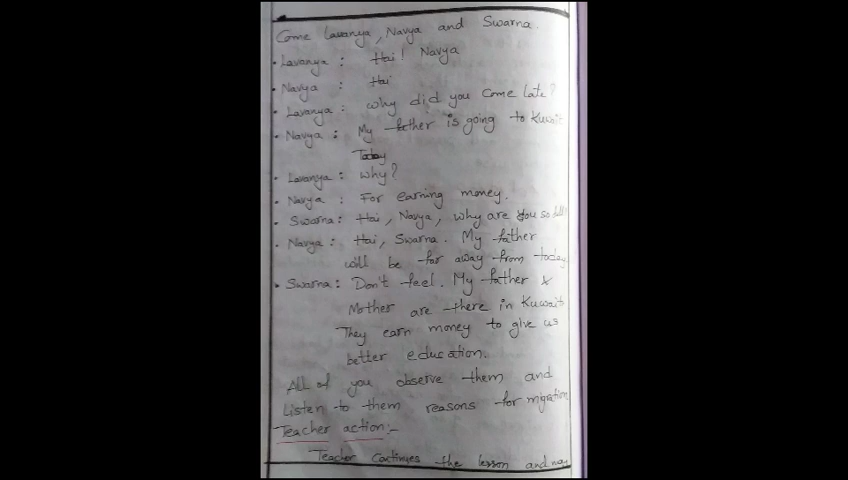 Come Lavanya, Navya and Swarna.
• Lavanya : Hai! Navya
• Navya : Hai
• Lavanya : why did you come late?
• Navya : My father is going to Kuwait
Today
• Lavanya : why?
• Navya : For earning money.
• Swarna : Hai, Navya, why are you so dull?
• Navya : Hai, Swarna. My father
will be far away from today
• Swarna : Don't feel. My father &
Mother are there in Kuwait
They earn money to give us
better education.
All of you observe them and
Listen to them reasons for migration
Teacher action:-
Teacher continues the lesson and